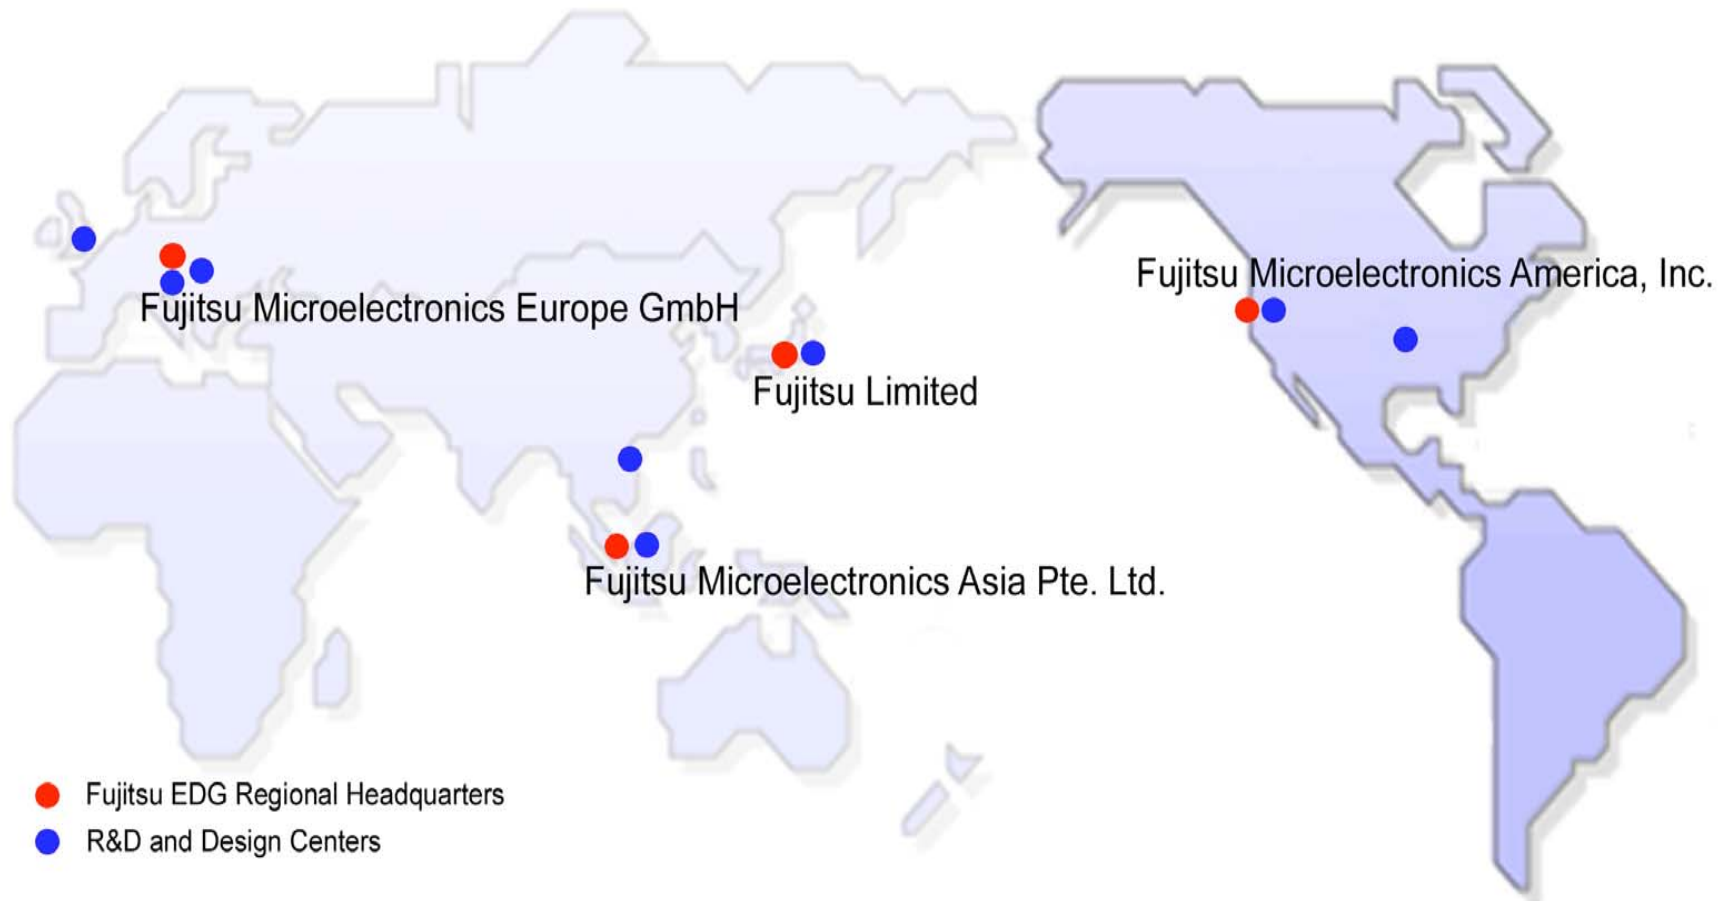 Fujitsu Microelectronics America, Inc.
Fujitsu Microelectronics Europe GmbH
Fujitsu Limited
Fujitsu Microelectronics Asia Pte. Ltd.
Fujitsu EDG Regional Headquarters
R&D and Design Centers